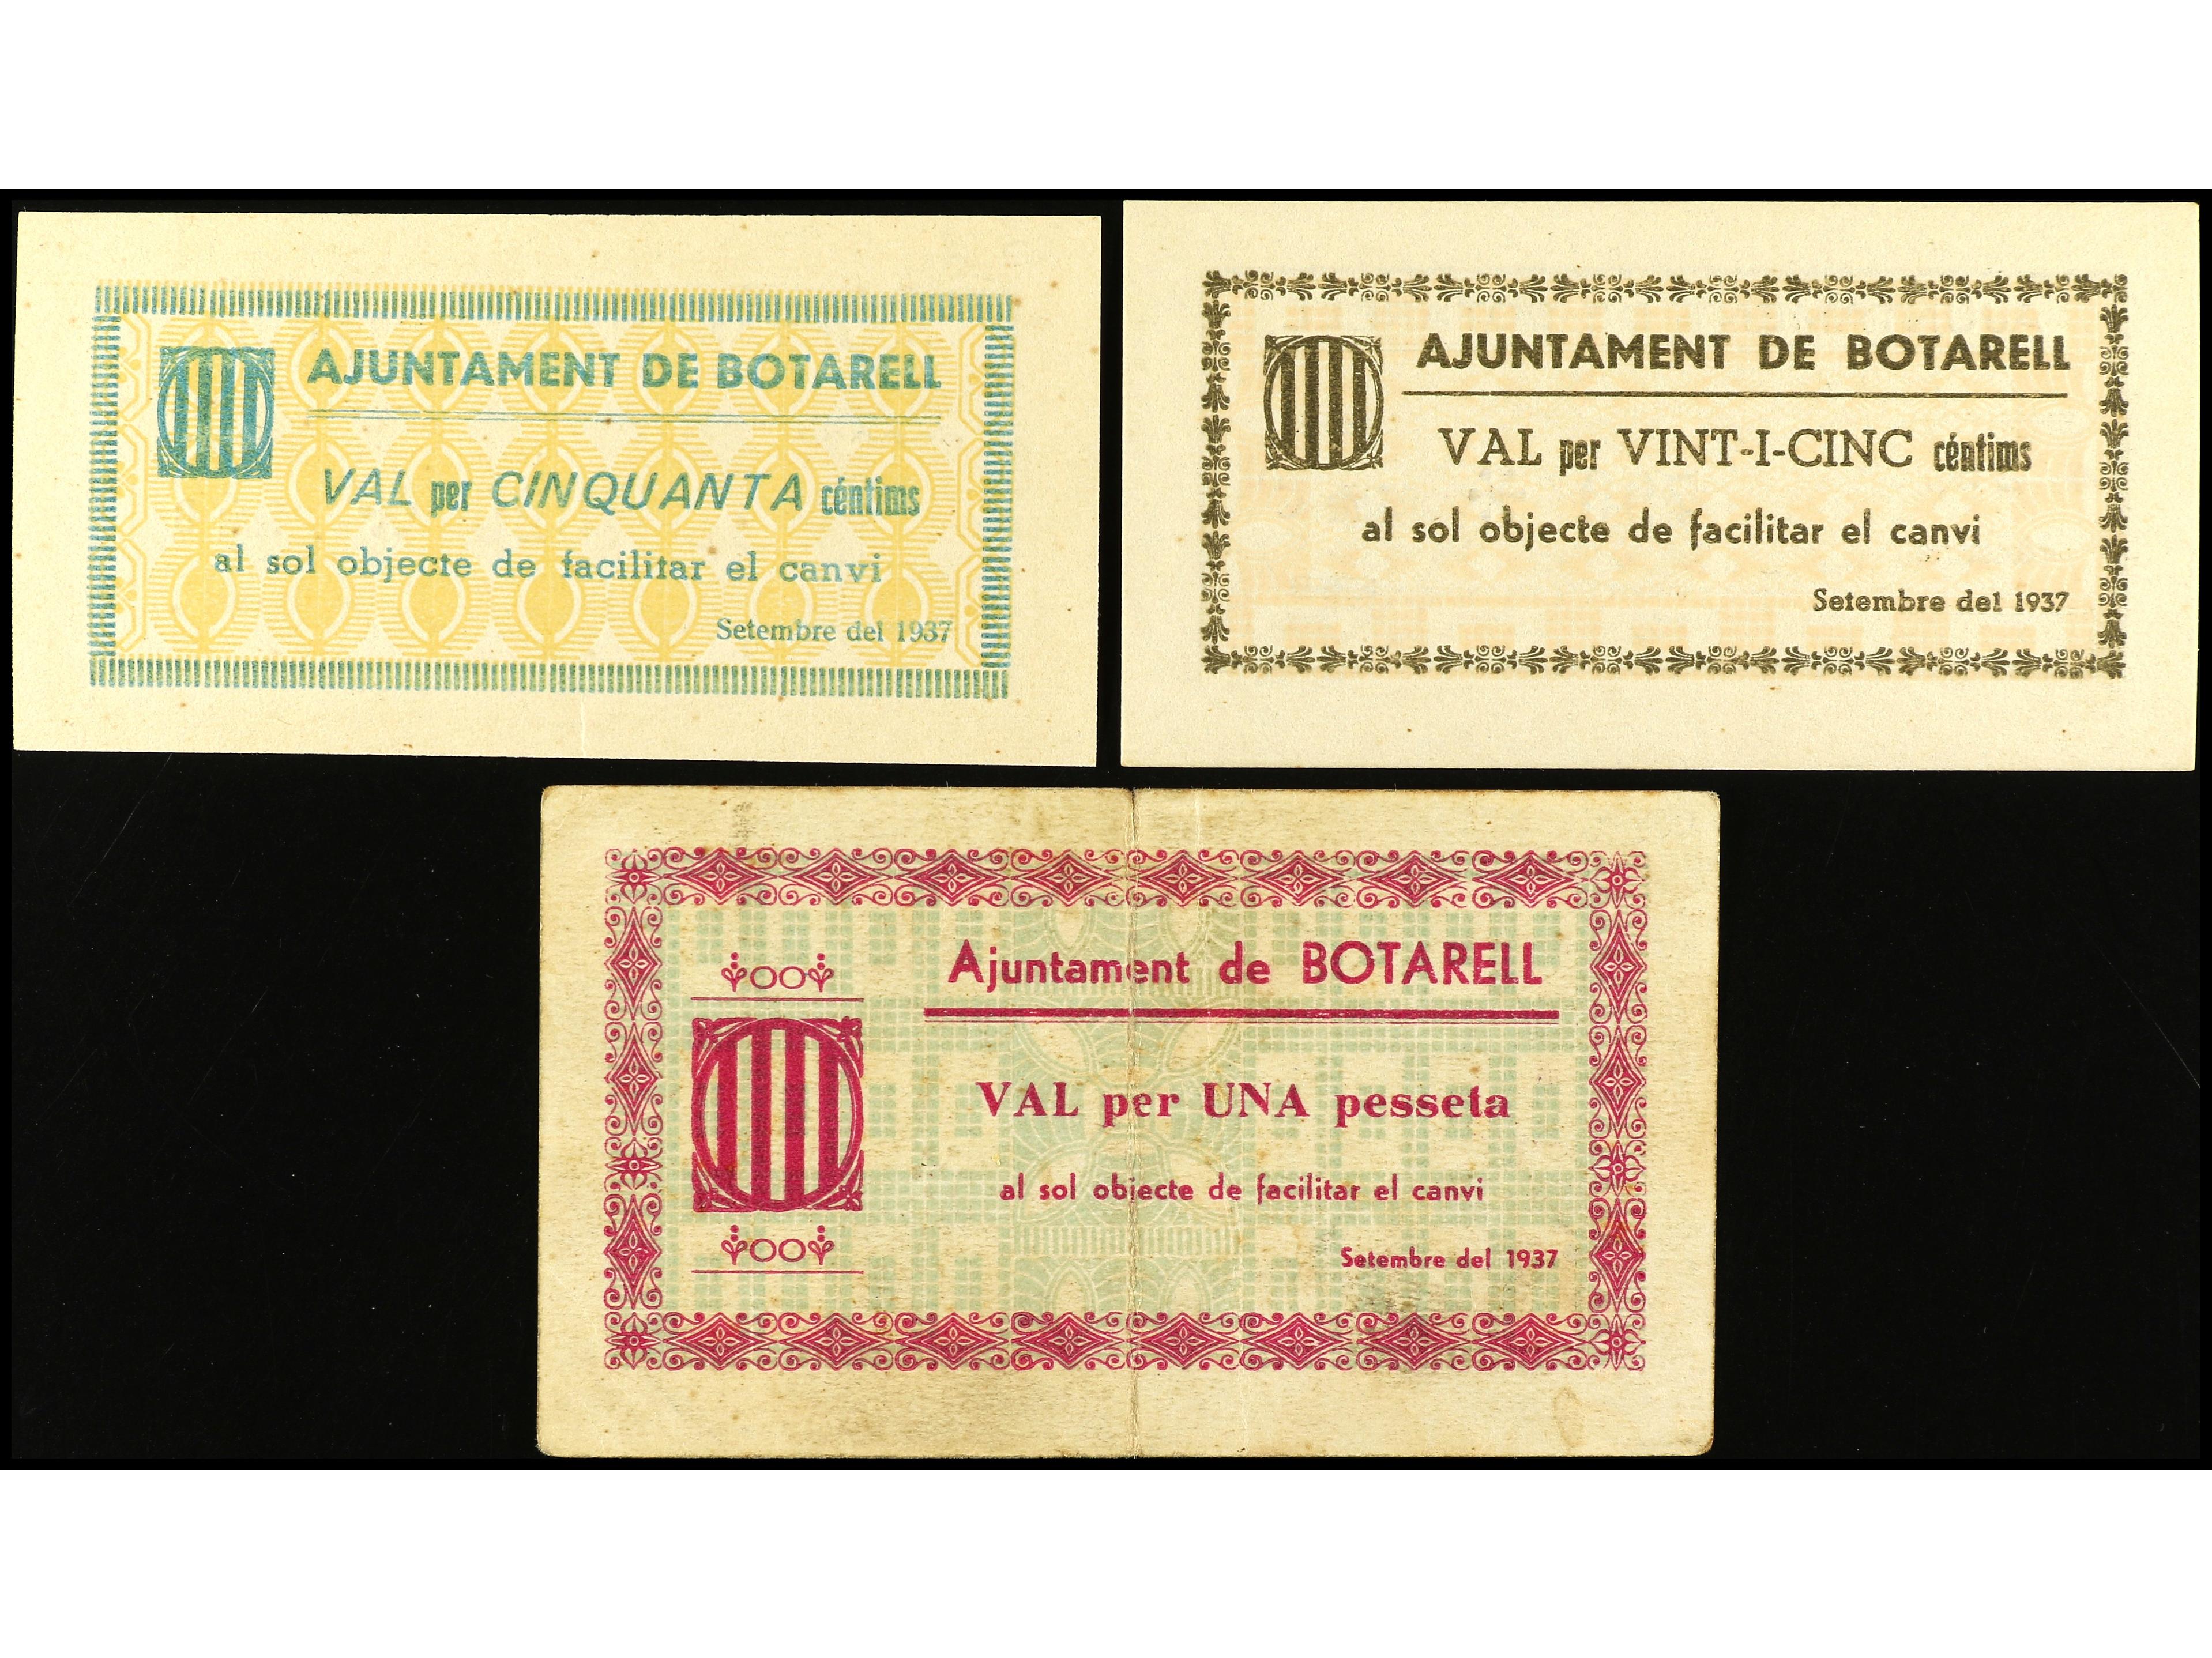 AJUNTAMENT DE BOTARELL
VAL per CINQUANTA céntims
al sol objecte de facilitar el canvi
Setembre del 1937
AJUNTAMENT DE BOTARELL
VAL per VINT-I-CINC céntims
al sol objecte de facilitar el canvi
Setembre del 1937
Ajuntament de BOTARELL
VAL per UNA pesseta
al sol objecte de facilitar el canvi
Setembre del 1937